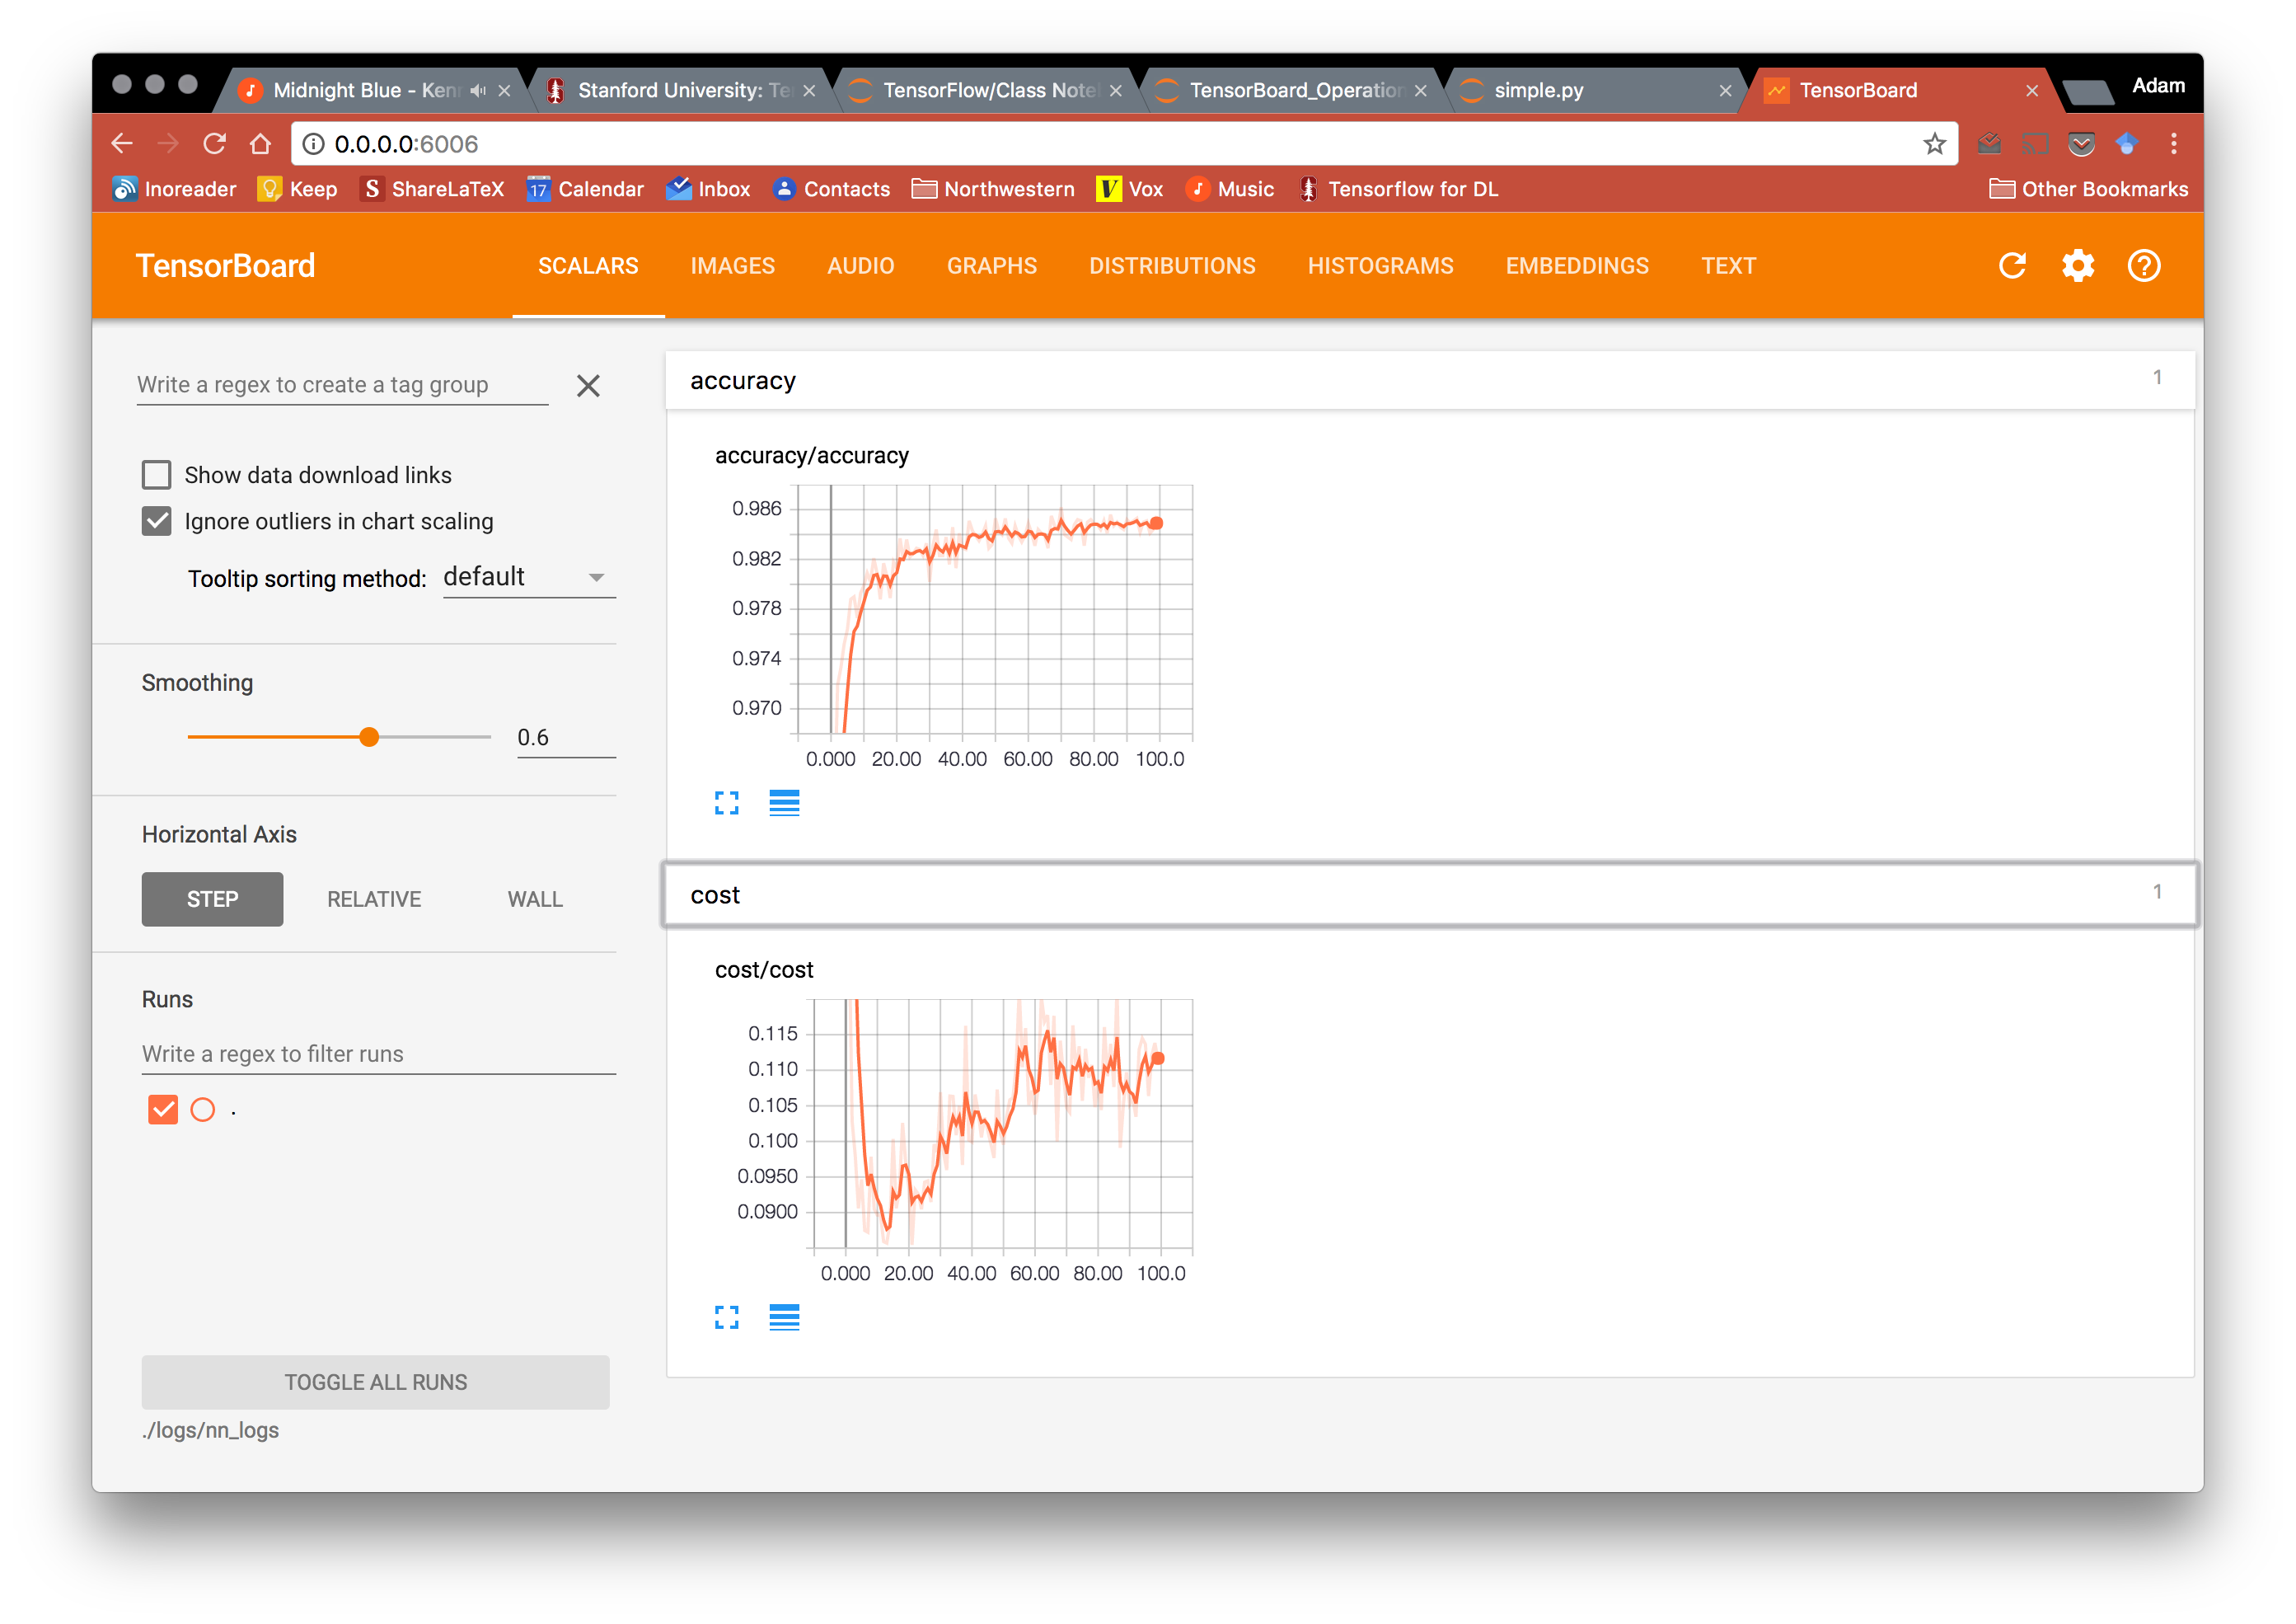 Midnight Blue - Ken
Stanford University: Te
TensorFlow/Class Note
TensorBoard_Operation
simple.py
TensorBoard
Adam
0.0.0.0:6006
Inoreader
Keep
S ShareLaTeX
17 Calendar
Inbox
Contacts
Northwestern
V Vox
Music
Tensorflow for DL
Other Bookmarks
TensorBoard
SCALARS
IMAGES
AUDIO
GRAPHS
DISTRIBUTIONS
HISTOGRAMS
EMBEDDINGS
TEXT
Write a regex to create a tag group
Show data download links
Ignore outliers in chart scaling
Tooltip sorting method: default
Smoothing
0.6
Horizontal Axis
STEP
RELATIVE
WALL
Runs
Write a regex to filter runs
.
TOGGLE ALL RUNS
./logs/nn_logs
accuracy
1
accuracy/accuracy
0.986
0.982
0.978
0.974
0.970
0.000 20.00 40.00 60.00 80.00 100.0
cost
1
cost/cost
0.115
0.110
0.105
0.100
0.0950
0.0900
0.000 20.00 40.00 60.00 80.00 100.0